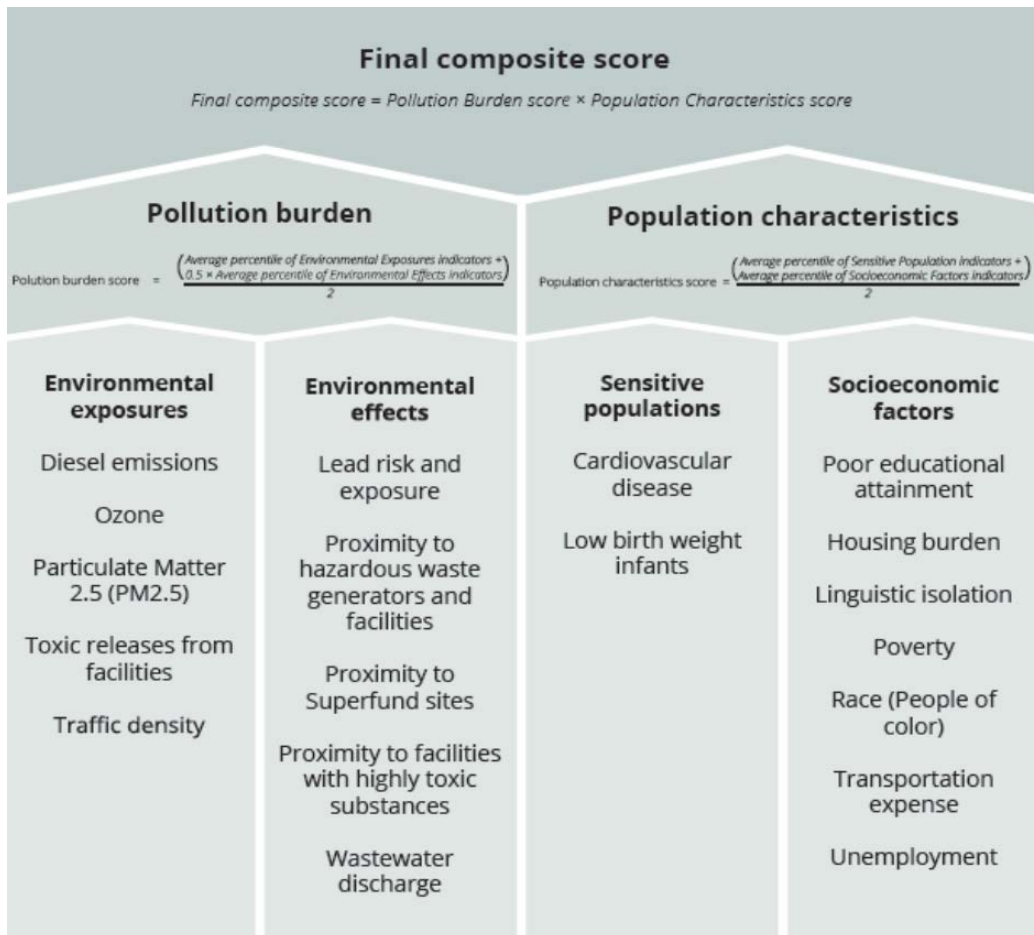 Final composite score
Final composite score = Pollution Burden score × Population Characteristics score
Pollution burden
Polution burden score = (Average percentile of Environmental Exposures indicators +
0.5 × Average percentile of Environmental Effects indicators)
2
Population characteristics
Population characteristics score = (Average percentile of Sensitive Population indicators +
Average percentile of Socioeconomic Factors indicators)
2
Environmental
exposures
Diesel emissions
Ozone
Particulate Matter
2.5 (PM2.5)
Toxic releases from
facilities
Traffic density
Environmental
effects
Lead risk and
exposure
Proximity to
hazardous waste
generators and
facilities
Proximity to
Superfund sites
Proximity to facilities
with highly toxic
substances
Wastewater
discharge
Sensitive
populations
Cardiovascular
disease
Low birth weight
infants
Socioeconomic
factors
Poor educational
attainment
Housing burden
Linguistic isolation
Poverty
Race (People of
color)
Transportation
expense
Unemployment